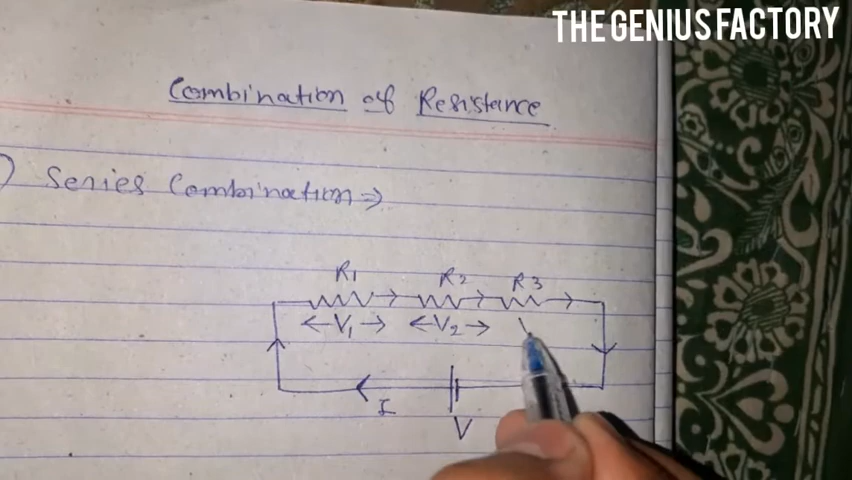 THE GENIUS FACTORY
Combination of Resistance
Series Combination ⇒
R1 R2 R3
V1 V2
I
V